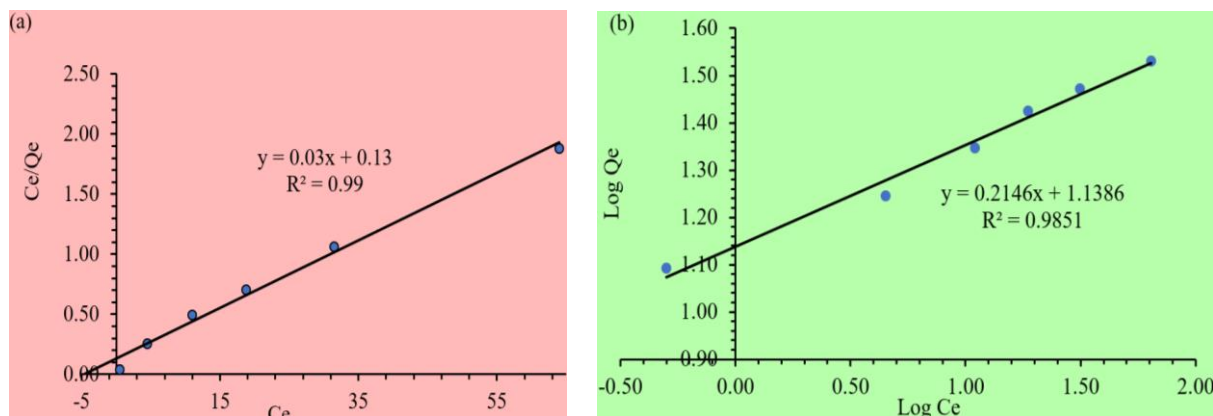 (a)
2.50
2.00
Ce/Qe
1.50
y = 0.03x + 0.13
R² = 0.99
1.00
0.50
0.00
-5 15 35 55
Ce
(b)
1.60
1.50
1.40
Log Qe
1.30
y = 0.2146x + 1.1386
R² = 0.9851
1.20
1.10
1.00
0.90
-0.50 0.00 0.50 1.00 1.50 2.00
Log Ce